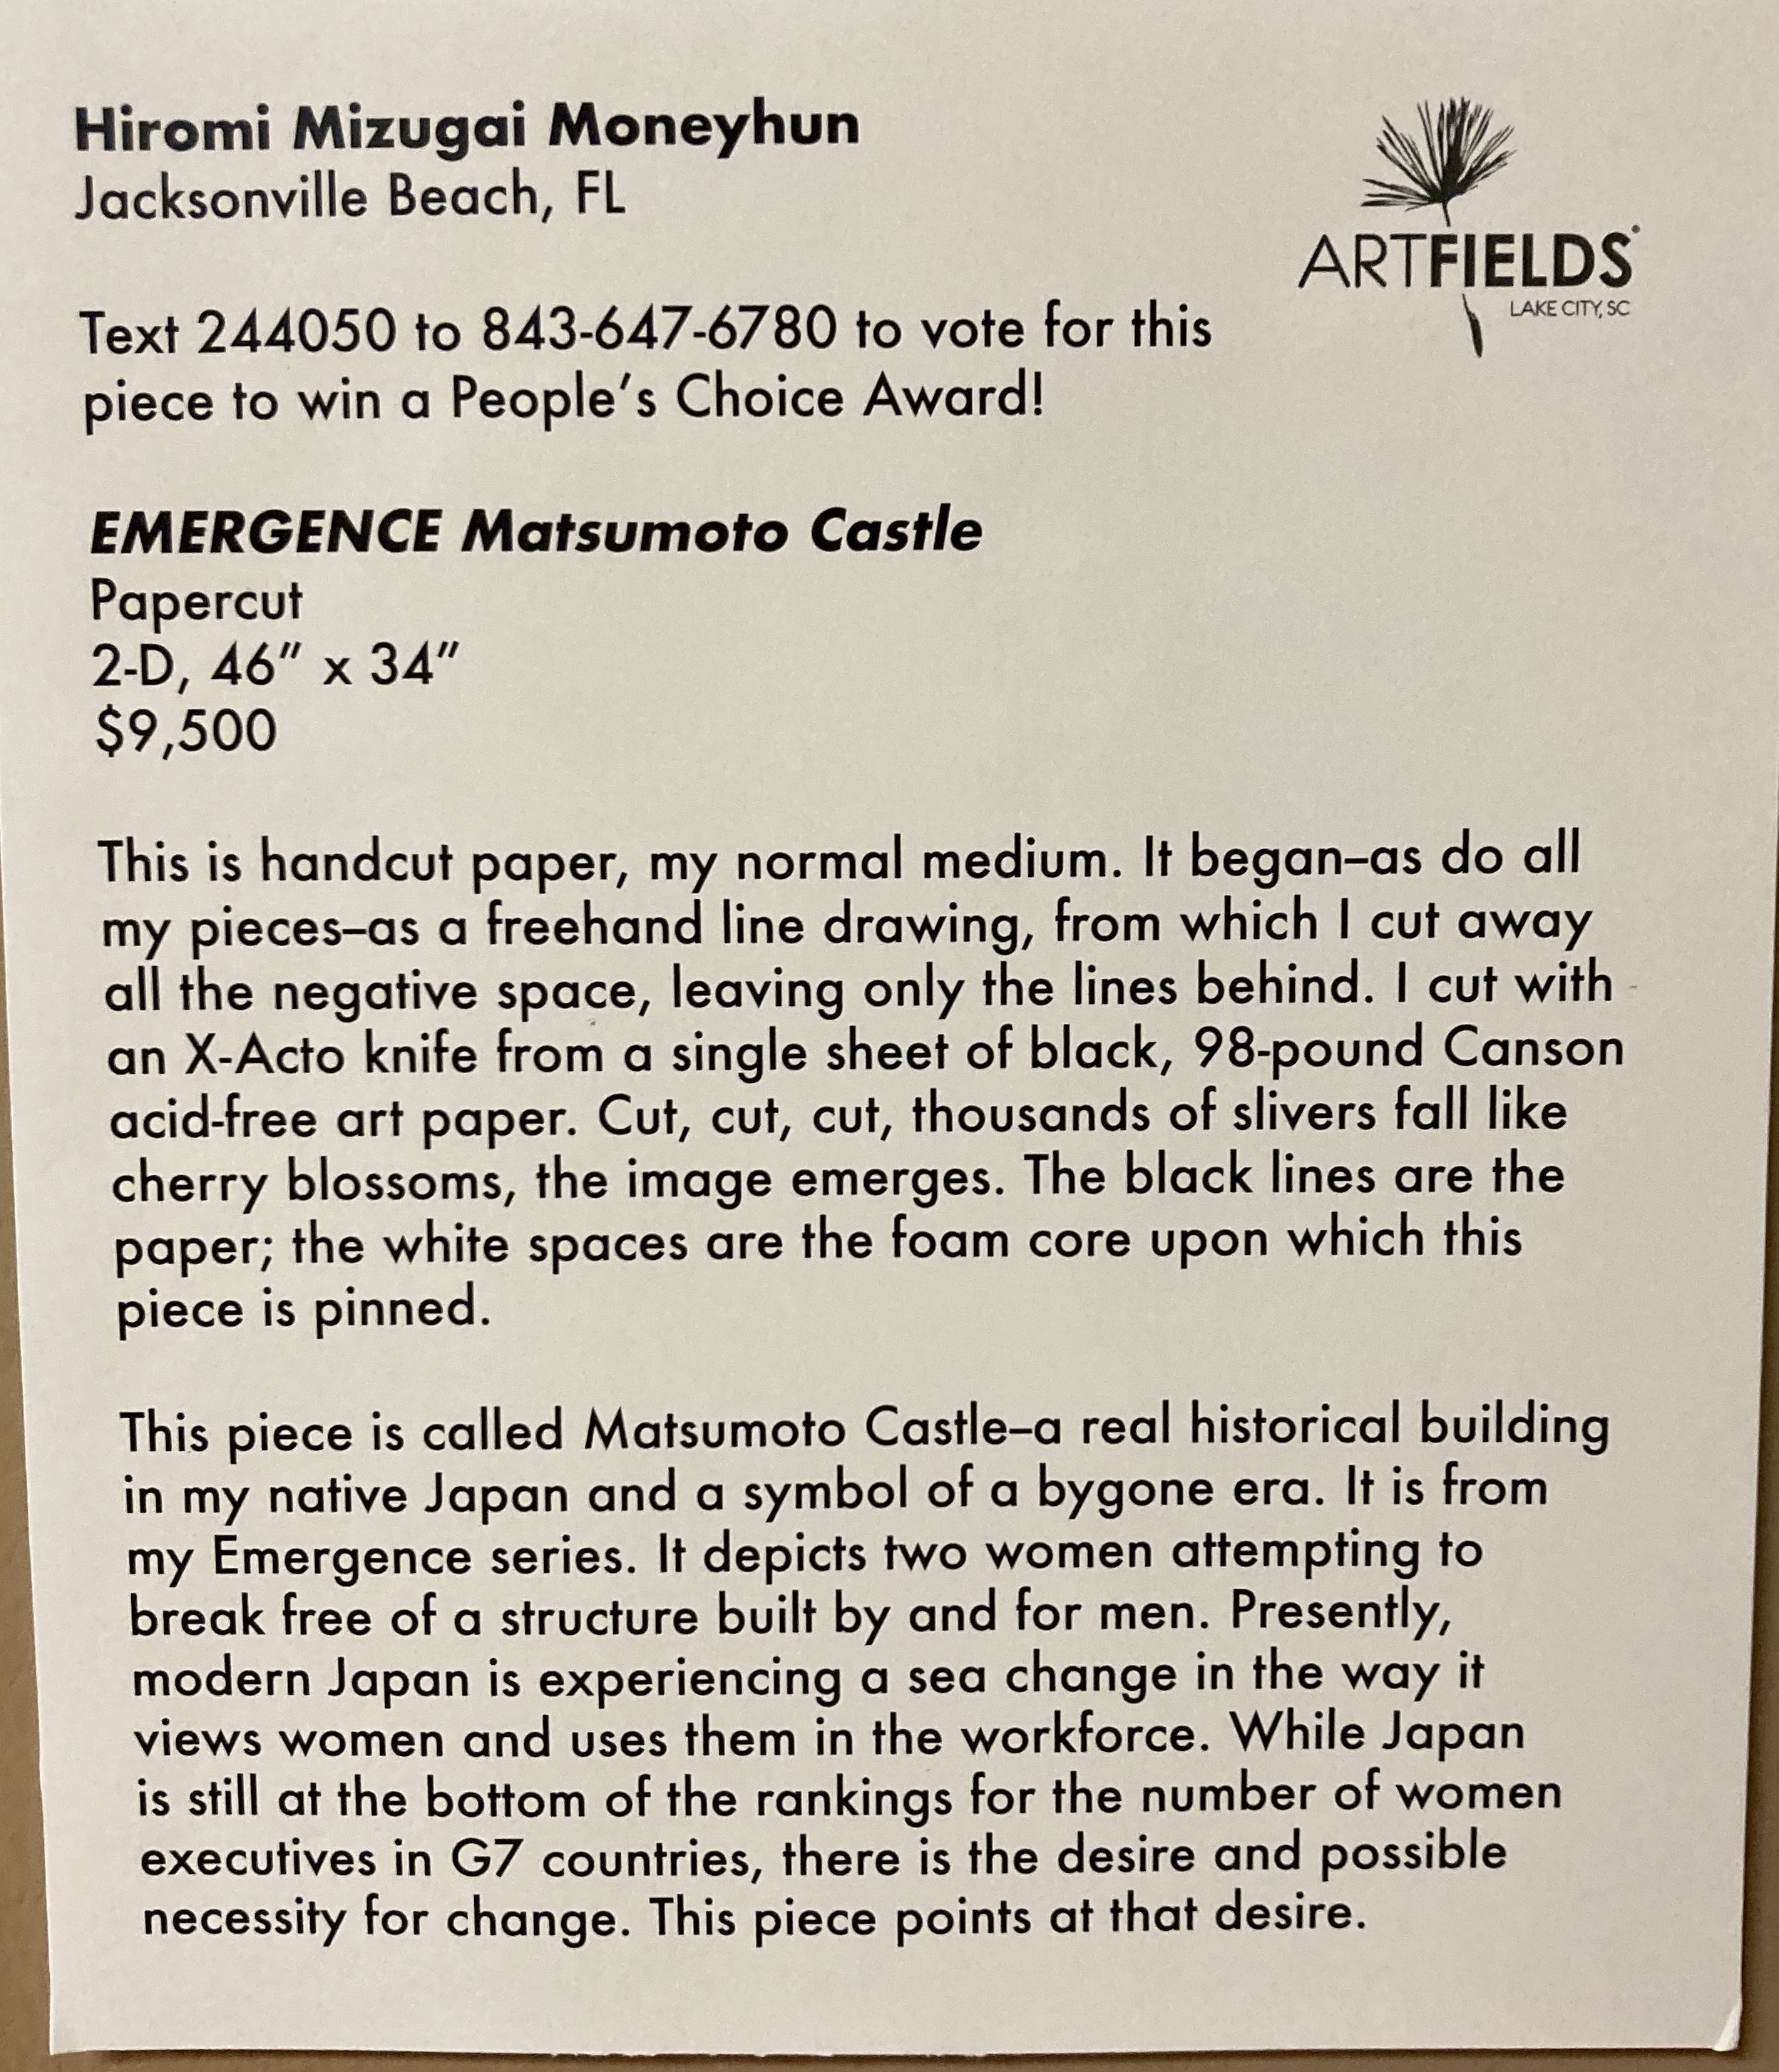 Hiromi Mizugai Moneyhun
Jacksonville Beach, FL
ARTFIELDS
LAKE CITY, SC
Text 244050 to 843-647-6780 to vote for this
piece to win a People's Choice Award!
EMERGENCE Matsumoto Castle
Papercut
2-D, 46" x 34"
$9,500
This is handcut paper, my normal medium. It began–as do all
my pieces–as a freehand line drawing, from which I cut away
all the negative space, leaving only the lines behind. I cut with
an X-Acto knife from a single sheet of black, 98-pound Canson
acid-free art paper. Cut, cut, cut, thousands of slivers fall like
cherry blossoms, the image emerges. The black lines are the
paper; the white spaces are the foam core upon which this
piece is pinned.
This piece is called Matsumoto Castle–a real historical building
in my native Japan and a symbol of a bygone era. It is from
my Emergence series. It depicts two women attempting to
break free of a structure built by and for men. Presently,
modern Japan is experiencing a sea change in the way it
views women and uses them in the workforce. While Japan
is still at the bottom of the rankings for the number of women
executives in G7 countries, there is the desire and possible
necessity for change. This piece points at that desire.